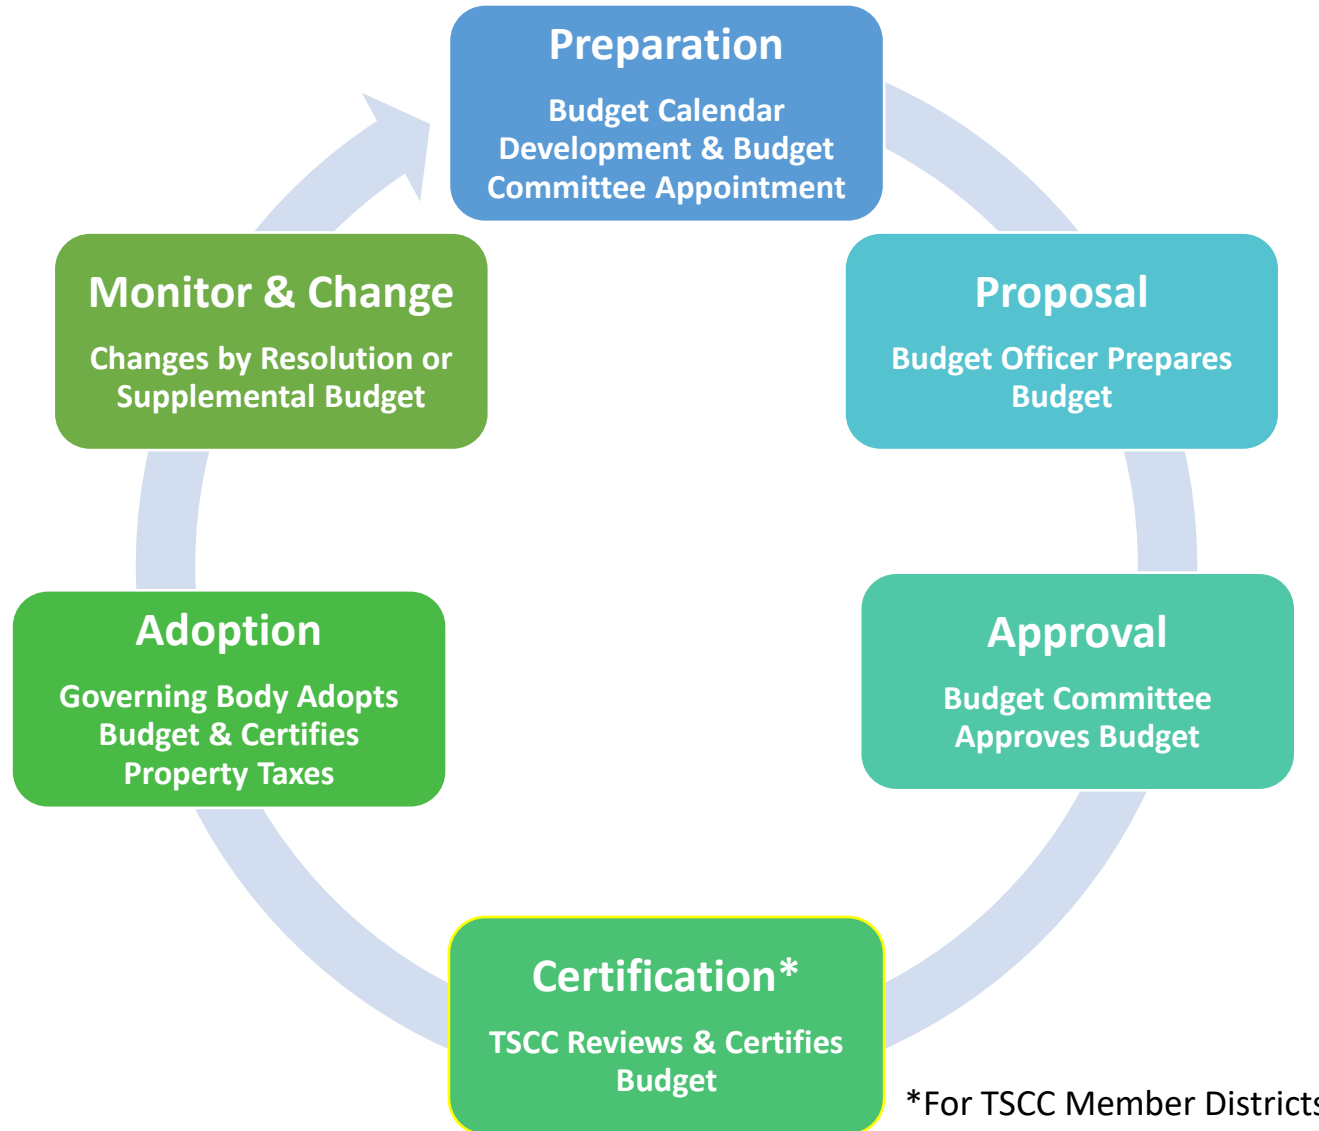 Preparation
Budget Calendar
Development & Budget
Committee Appointment
Proposal
Budget Officer Prepares
Budget
Approval
Budget Committee
Approves Budget
Certification*
TSCC Reviews & Certifies
Budget
*For TSCC Member Districts
Adoption
Governing Body Adopts
Budget & Certifies
Property Taxes
Monitor & Change
Changes by Resolution or
Supplemental Budget